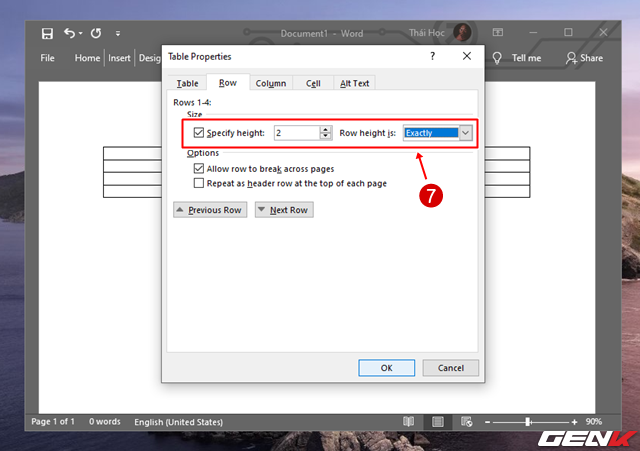 Document1 - Word
Thái Học
File Home Insert Desig
Tell me
Share
Table Properties
?
Table Row Column Cell Alt Text
Rows 1-4:
Size
Specify height: 2 Row height is: Exactly
Options
Allow row to break across pages
Repeat as header row at the top of each page
7
Previous Row Next Row
OK Cancel
Page 1 of 1 0 words English (United States) 90%
GENK